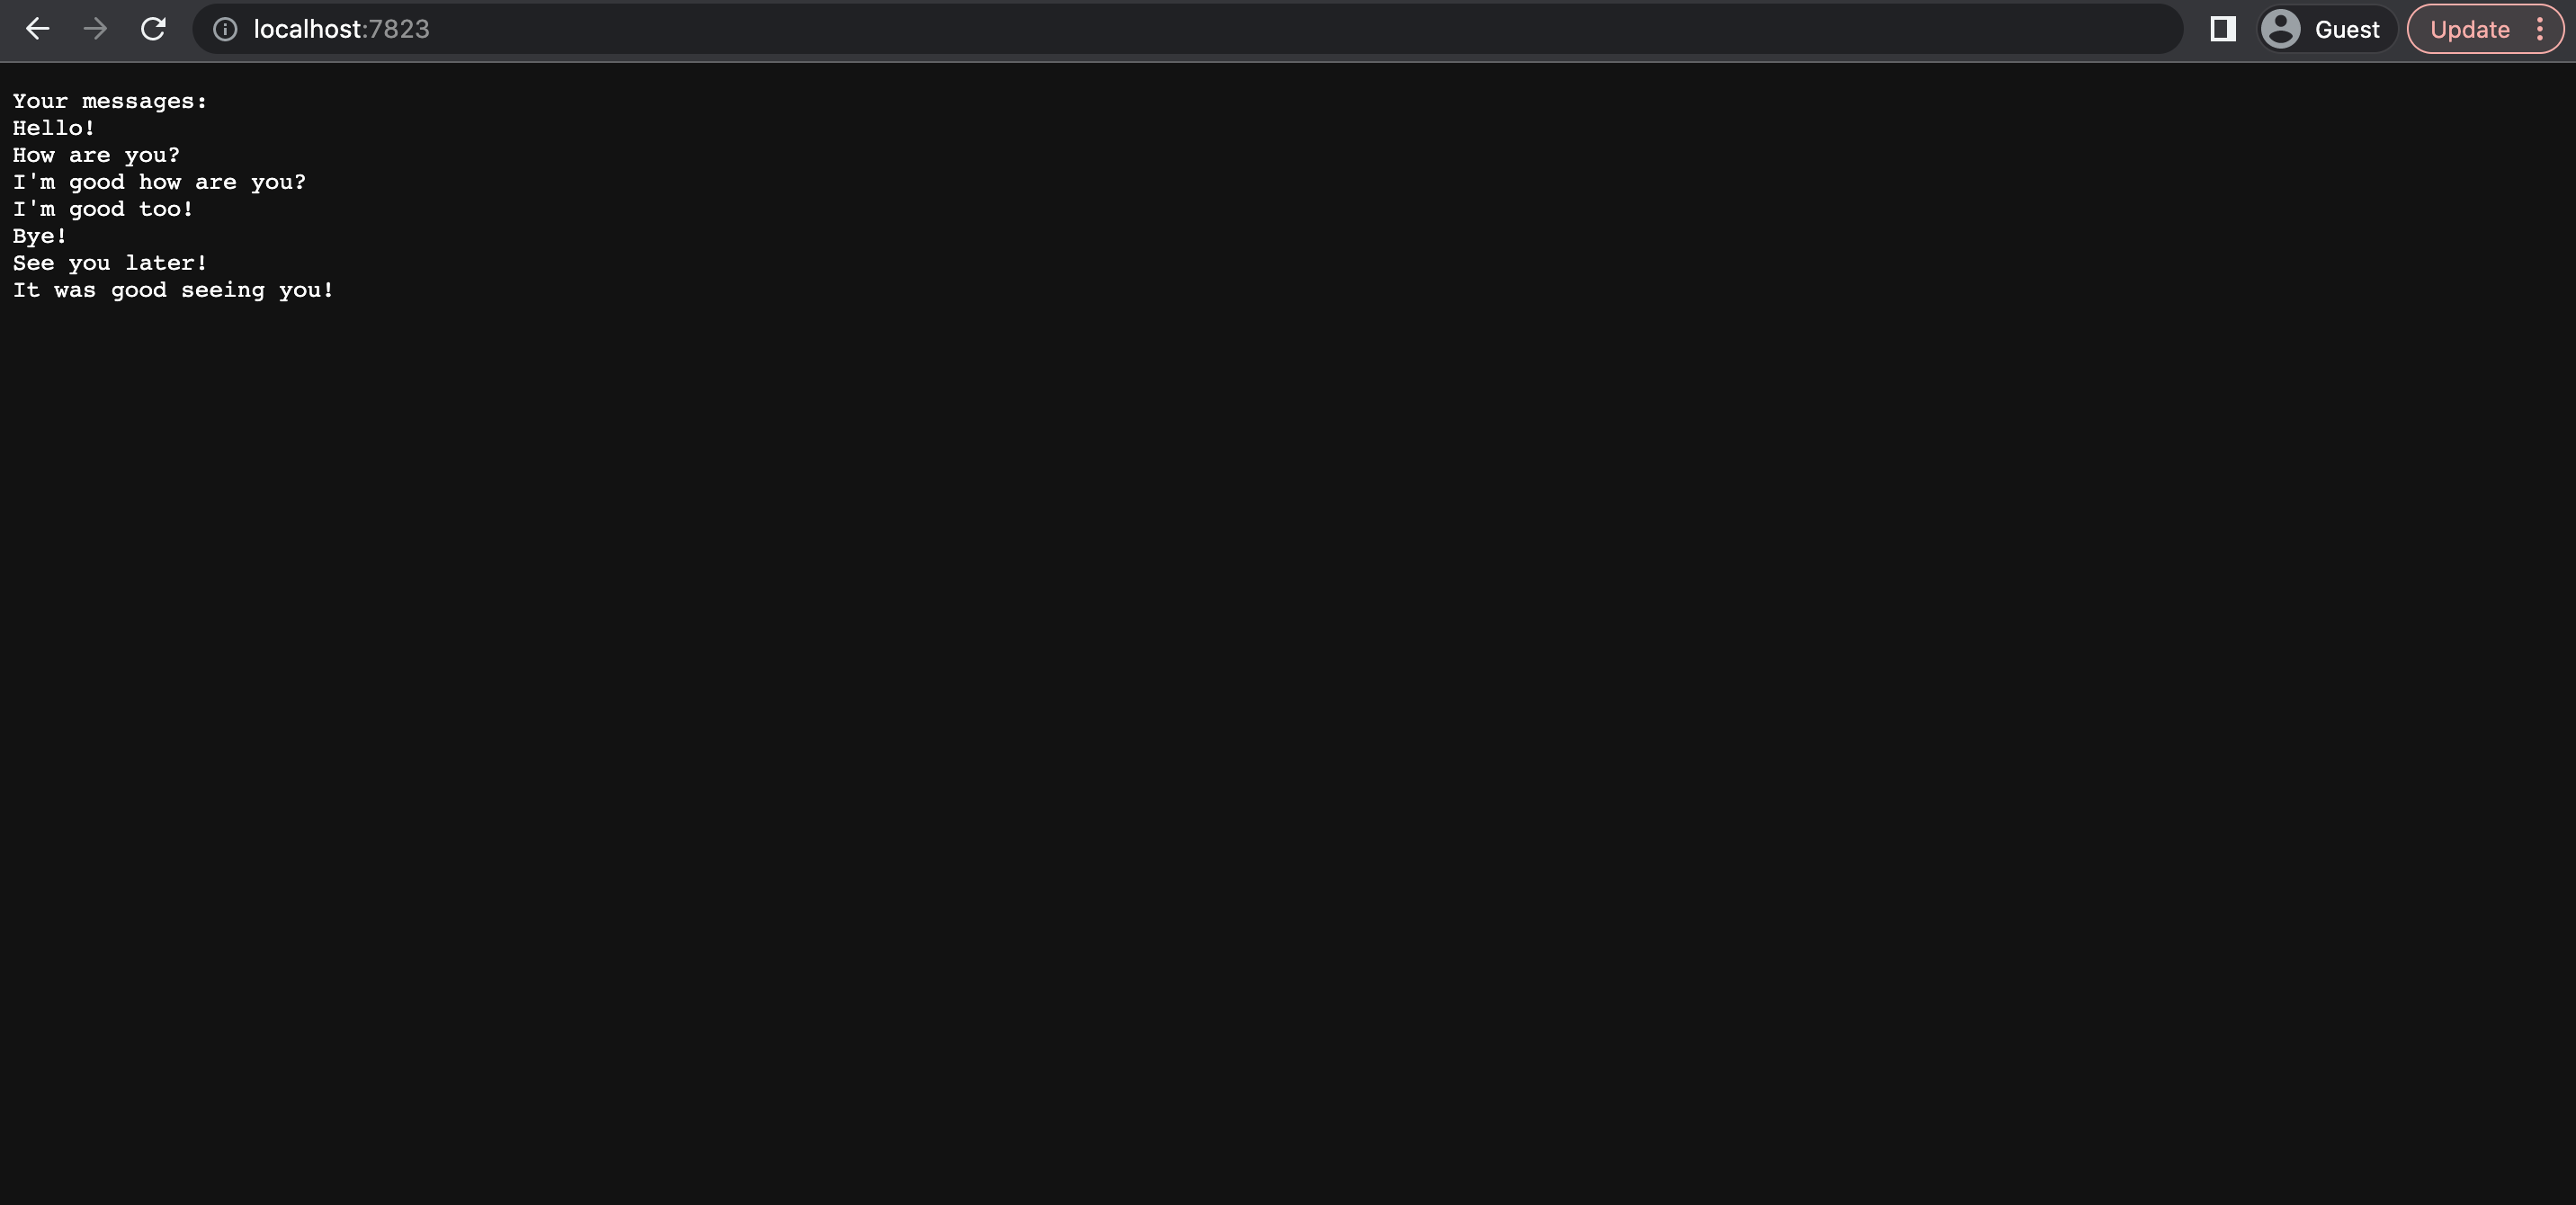 localhost:7823
Guest
Update
Your messages:
Hello!
How are you?
I'm good how are you?
I'm good too!
Bye!
See you later!
It was good seeing you!